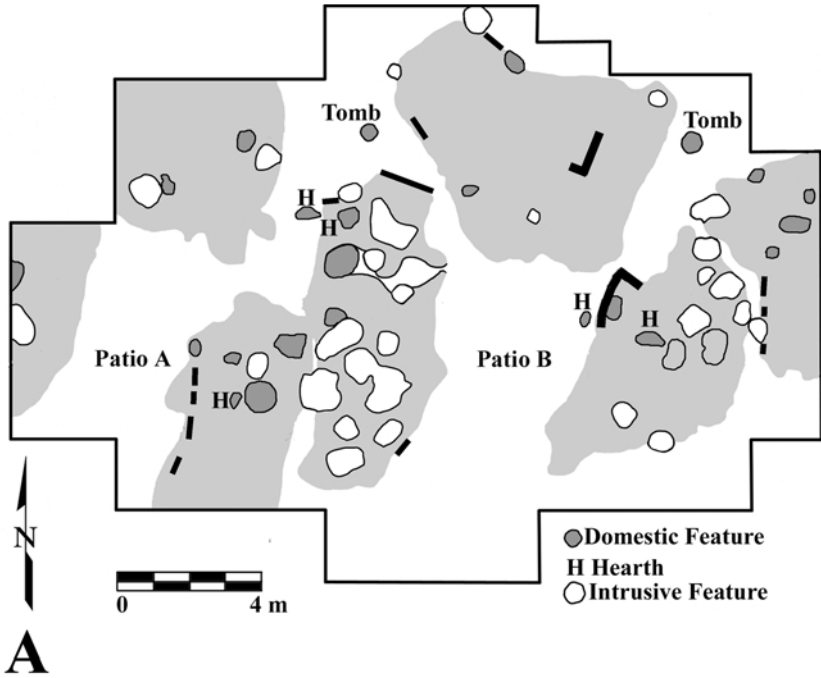 Tomb
Tomb
H
H
H
H
Patio A
Patio B
H
N
Domestic Feature
H Hearth
Intrusive Feature
0 4 m
A